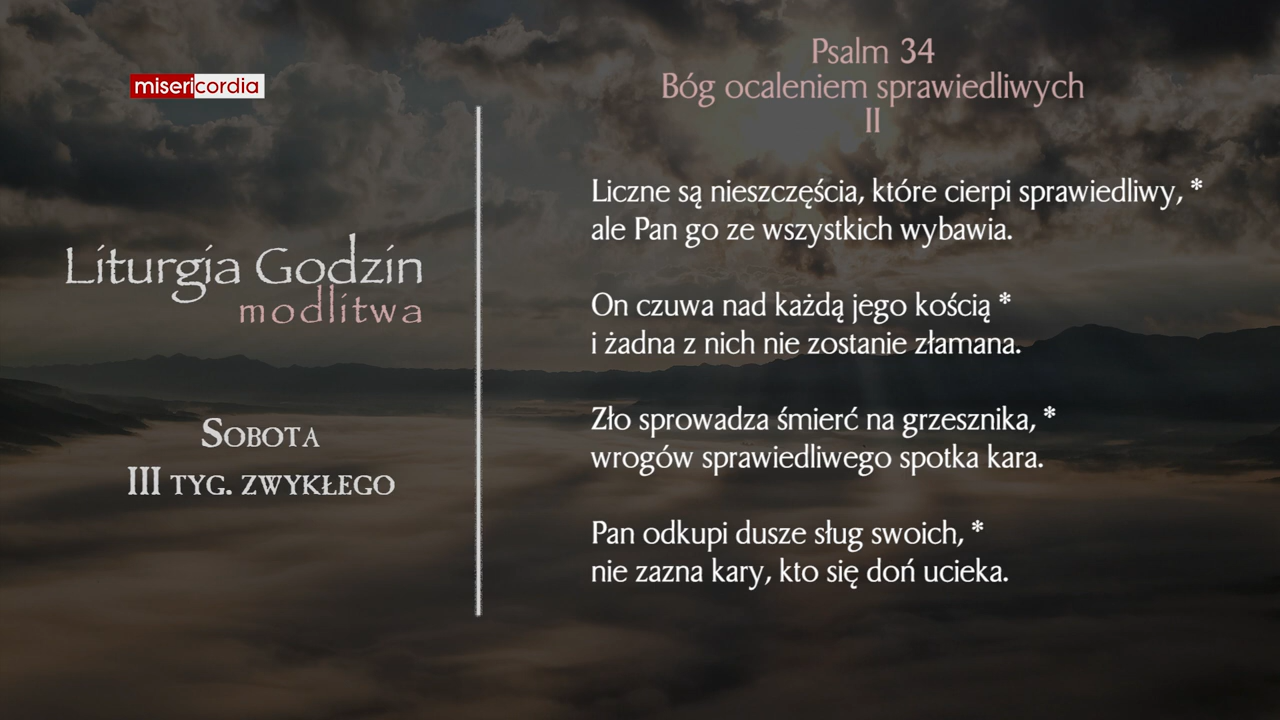 misericordia
Liturgia Godzin
modlitwa
Sobota
III tyg. zwykłego
Psalm 34
Bóg ocaleniem sprawiedliwych
II
Liczne są nieszczęścia, które cierpi sprawiedliwy, *
ale Pan go ze wszystkich wybawia.
On czuwa nad każdą jego kością *
i żadna z nich nie zostanie złamana.
Zło sprowadza śmierć na grzesznika, *
wrogów sprawiedliwego spotka kara.
Pan odkupi dusze sług swoich, *
nie zazna kary, kto się doń ucieka.